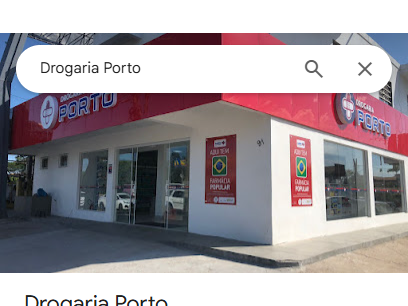 Drogaria Porto
DROGARIA
PORTO
DROGARIA
PORTO
AQUI TEM
FARMÁCIA
POPULAR
AQUI TEM
FARMÁCIA
POPULAR
Drogaria Porto